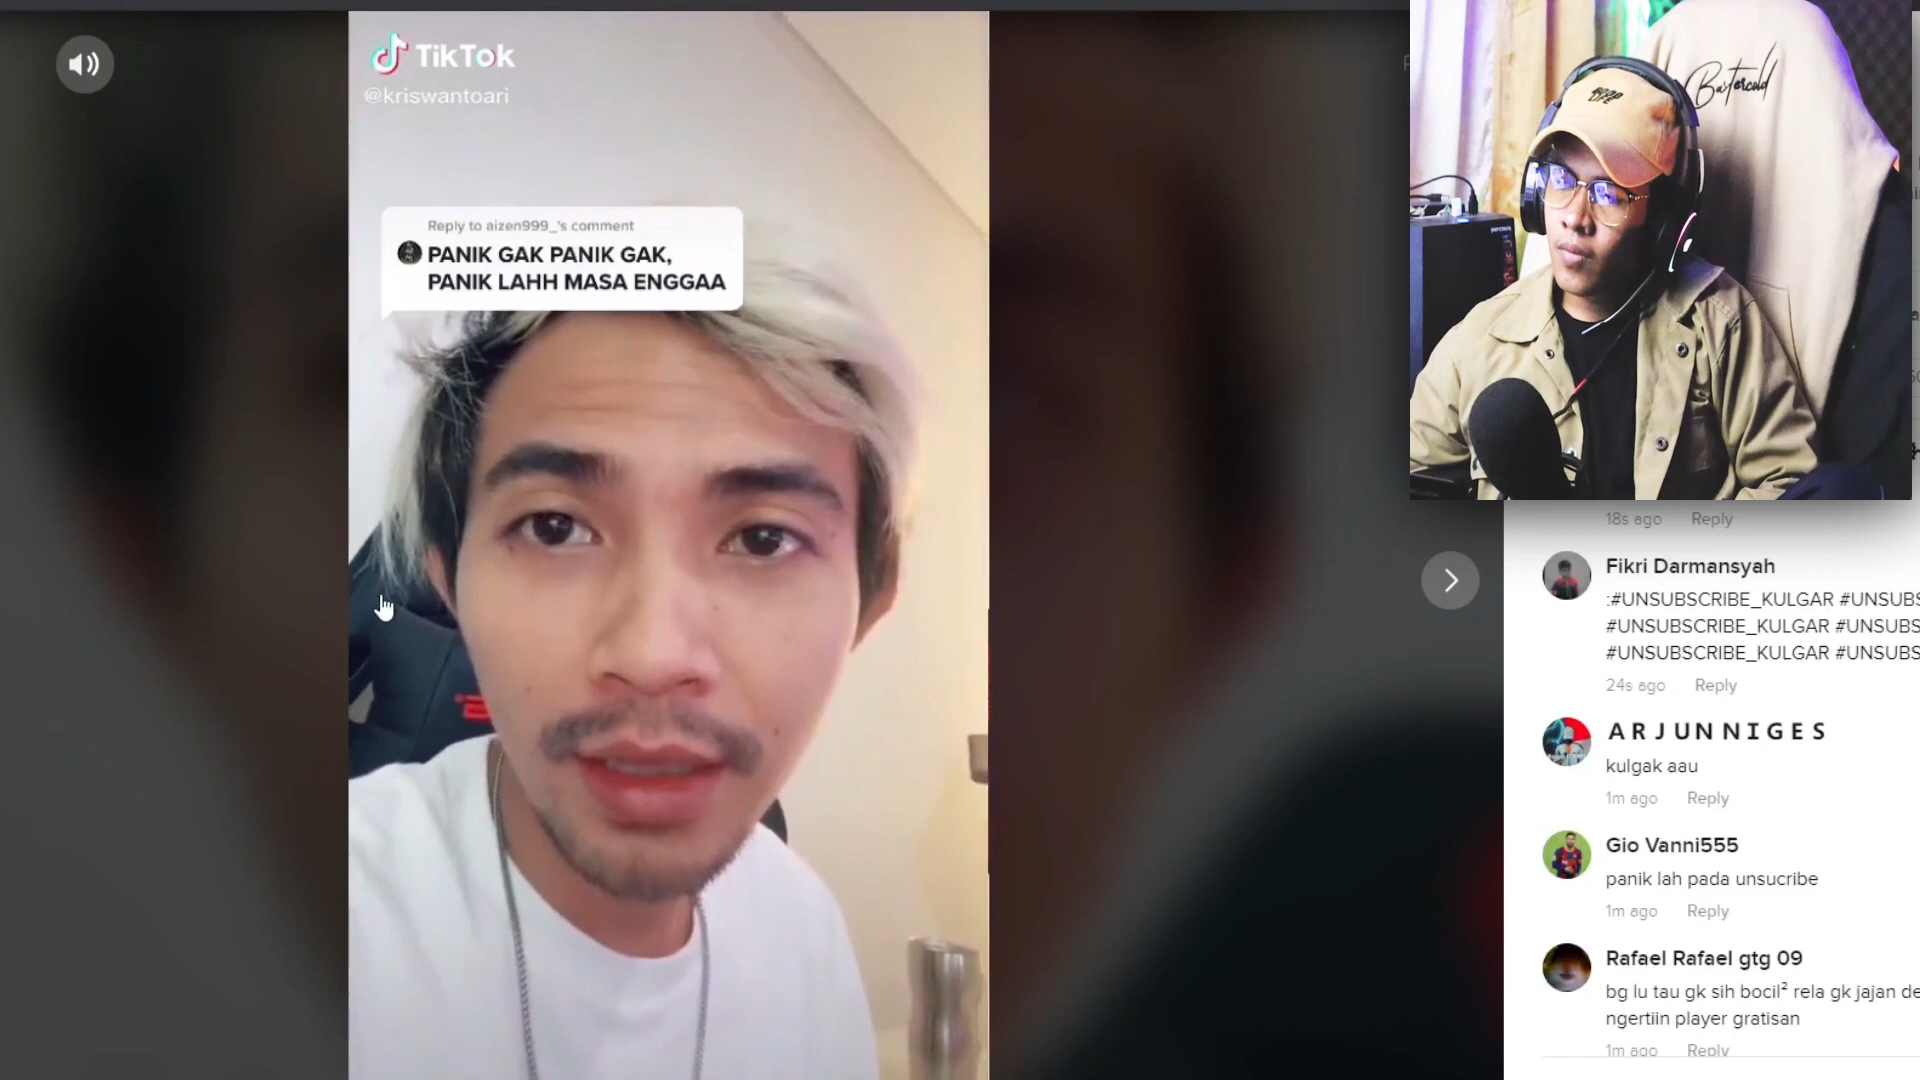 TikTok
@kriswantoari
Reply to aizen999_'s comment
PANIK GAK PANIK GAK,
PANIK LAHH MASA ENGGAA
Bastercold
18s ago Reply
Fikri Darmansyah
:#UNSUBSCRIBE_KULGAR #UNSUBS
#UNSUBSCRIBE_KULGAR #UNSUBS
#UNSUBSCRIBE_KULGAR #UNSUBS
24s ago Reply
A R J U N N I G E S
kulgak aau
1m ago Reply
Gio Vanni555
panik lah pada unsucribe
1m ago Reply
Rafael Rafael gtg 09
bg lu tau gk sih bocil² rela gk jajan de
ngertiin player gratisan
1m ago Reply